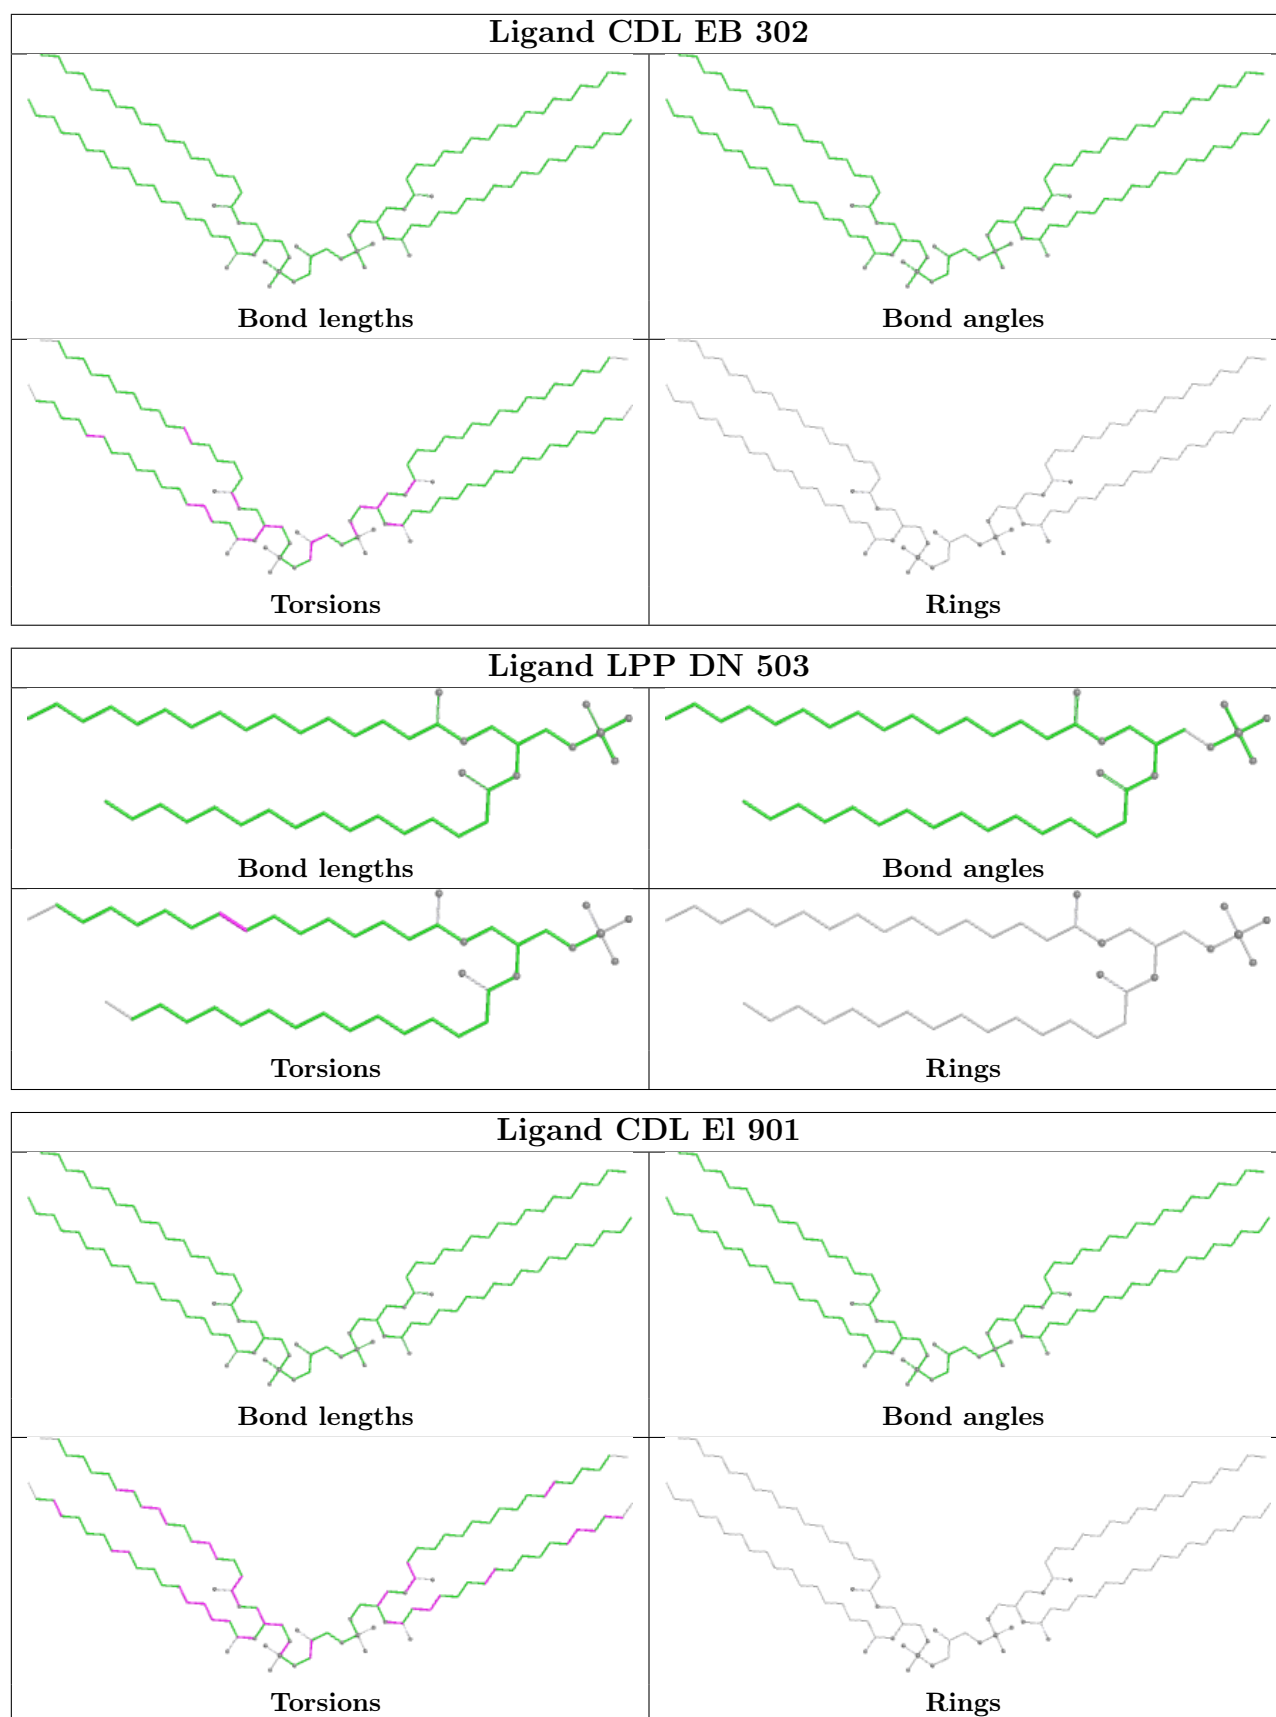 Ligand CDL EB 302
Bond lengths
Bond angles
Torsions
Rings
Ligand LPP DN 503
Bond lengths
Bond angles
Torsions
Rings
Ligand CDL El 901
Bond lengths
Bond angles
Torsions
Rings